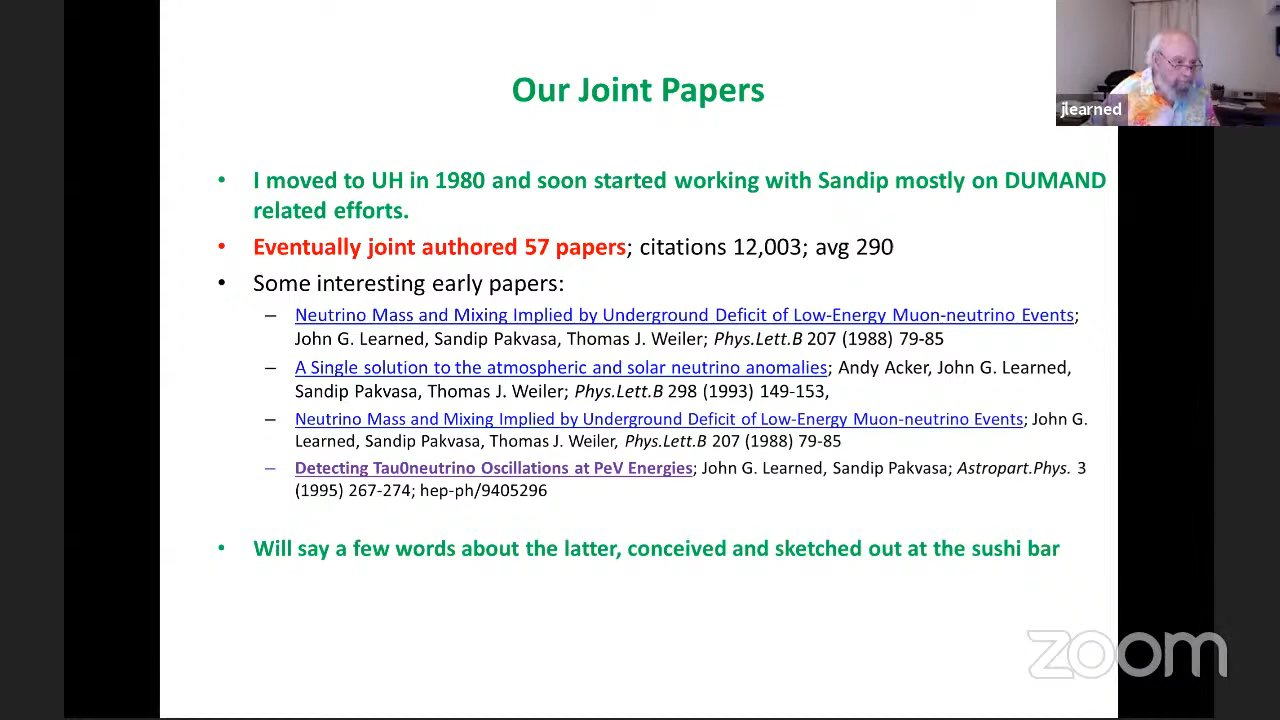 Our Joint Papers
jlearned
• I moved to UH in 1980 and soon started working with Sandip mostly on DUMAND
related efforts.
• Eventually joint authored 57 papers; citations 12,003; avg 290
• Some interesting early papers:
– Neutrino Mass and Mixing Implied by Underground Deficit of Low-Energy Muon-neutrino Events;
John G. Learned, Sandip Pakvasa, Thomas J. Weiler; Phys.Lett.B 207 (1988) 79-85
– A Single solution to the atmospheric and solar neutrino anomalies; Andy Acker, John G. Learned,
Sandip Pakvasa, Thomas J. Weiler; Phys.Lett.B 298 (1993) 149-153,
– Neutrino Mass and Mixing Implied by Underground Deficit of Low-Energy Muon-neutrino Events; John G.
Learned, Sandip Pakvasa, Thomas J. Weiler, Phys.Lett.B 207 (1988) 79-85
– Detecting Tau0neutrino Oscillations at PeV Energies; John G. Learned, Sandip Pakvasa; Astropart.Phys. 3
(1995) 267-274; hep-ph/9405296
• Will say a few words about the latter, conceived and sketched out at the sushi bar
zoom